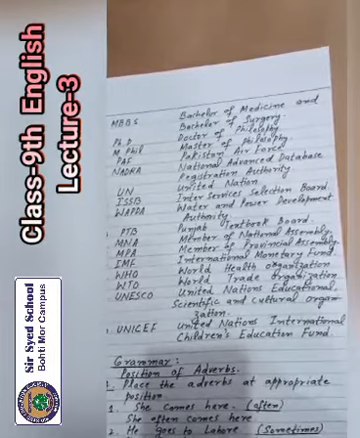 Class-9th English
Lecture-3
Sir Syed School
Bohti Mor Campus
MBBS Bachelor of Medicine and
Bachelor of Surgery.
Ph.D Doctor of Philosophy
M Phil Master of Philosophy.
PAF Pakistan Air Force
NADRA National Advanced Database
Registration Authority
UN United Nation
ISSB Inter Services Selection Board
WAPDA Water and Power Development
Authority
PTB Punjab Textbook Board.
MNA Member of National Assembly.
MPA Member of Provincial Assembly.
IMF International Monetary Fund.
WHO World Health Organization
WTO World Trade Organization
UNESCO United Nations Educational,
Scientific and Cultural Organi-
zation.
UNICEF United Nations International
Children's Education Fund.
Grammar:
Position of Adverbs.
1. Place the adverbs at appropriate
position.
1. She comes here. (often)
She often comes here
2. He goes to Lahore (Sometimes)